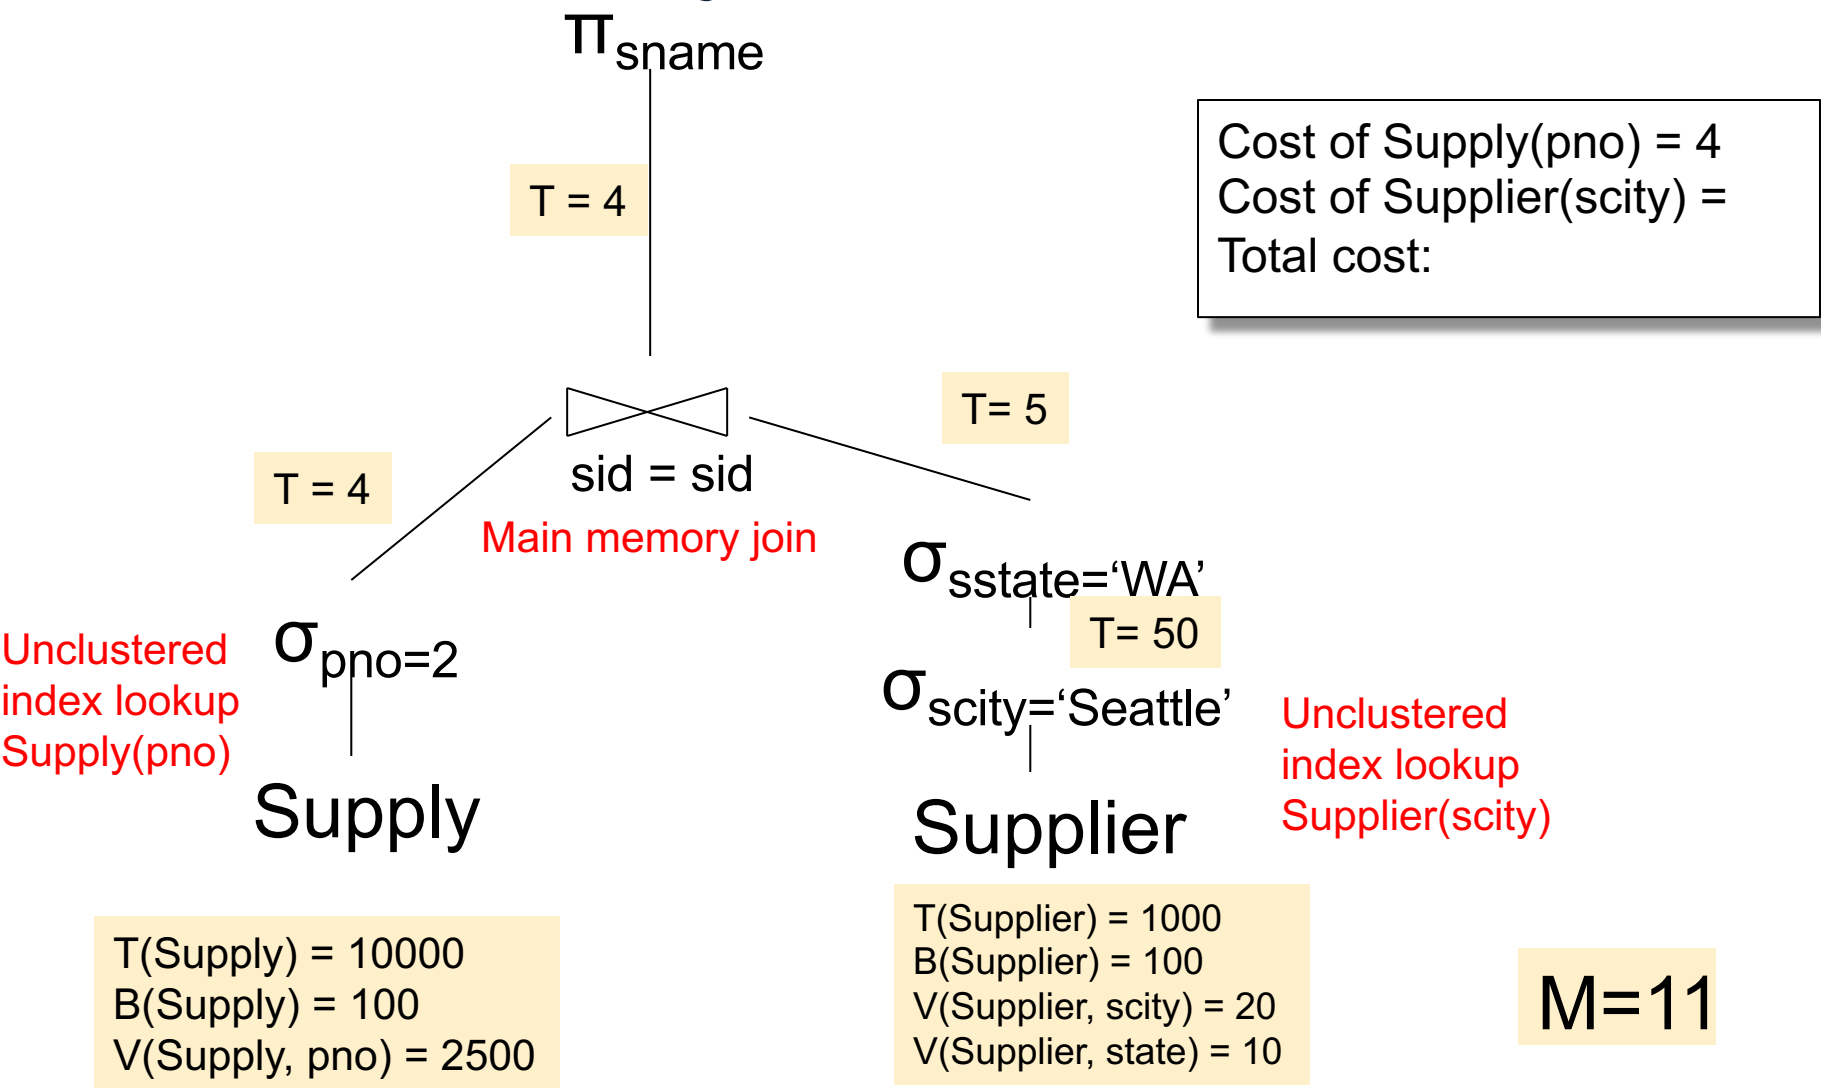 π sname
Cost of Supply(pno) = 4
Cost of Supplier(scity) =
Total cost:
T = 4
T= 5
sid = sid
T = 4
Main memory join
σ sstate=‘WA’
T= 50
Unclustered
index lookup
Supply(pno)
σ pno=2
σ scity=‘Seattle’
Unclustered
index lookup
Supplier(scity)
Supply
Supplier
T(Supply) = 10000
B(Supply) = 100
V(Supply, pno) = 2500
T(Supplier) = 1000
B(Supplier) = 100
V(Supplier, scity) = 20
V(Supplier, state) = 10
M=11